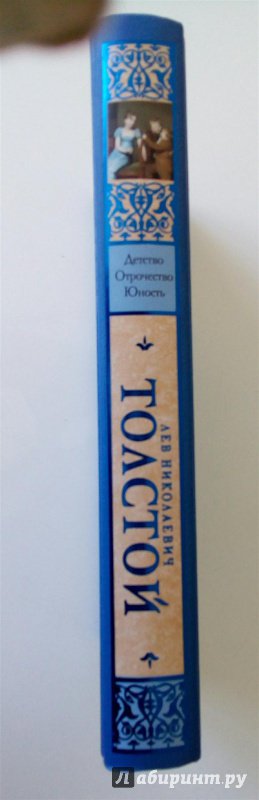 Детство
Отрочество
Юность
ЛЕВ НИКОЛАЕВИЧ
ТОЛСТОЙ
Лабиринт.ру